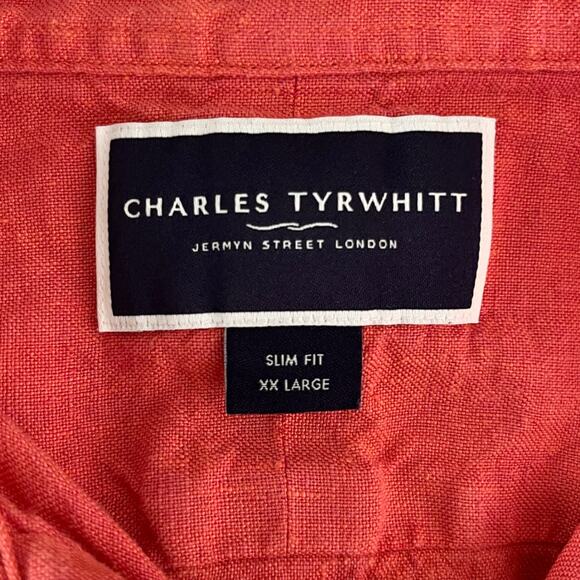 CHARLES TYRWHITT
JERMYN STREET LONDON
SLIM FIT
XX LARGE